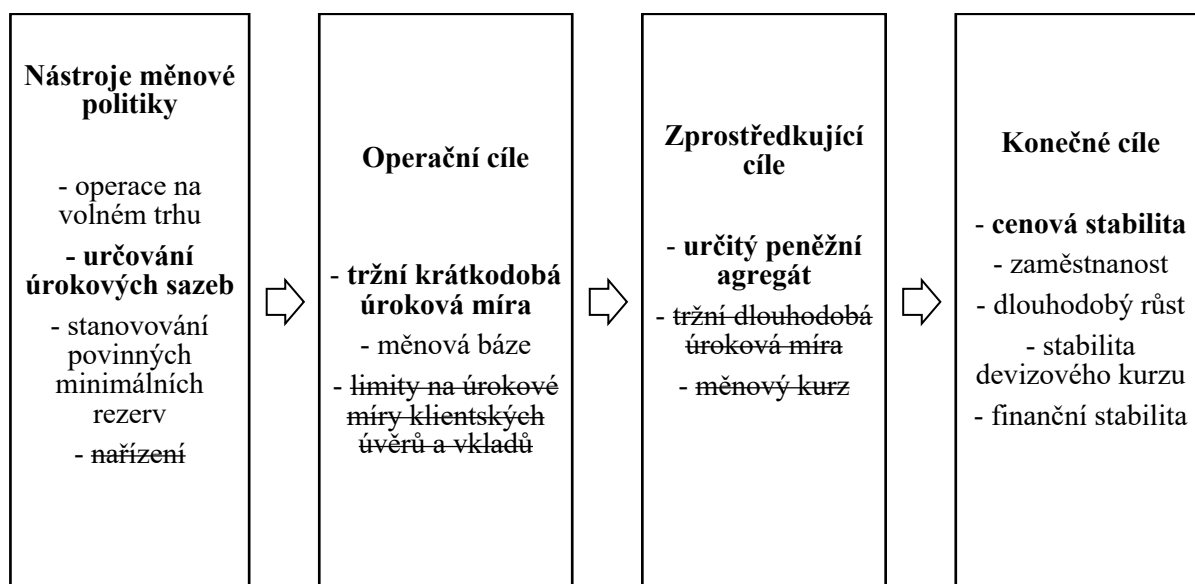 Nástroje měnové
politiky
- operace na
volném trhu
- určování
úrokových sazeb
- stanovování
povinných
minimálních
rezerv
- nařízení
Operační cíle
- tržní krátkodobá
úroková míra
- měnová báze
- limity na úrokové
míry klientských
úvěrů a vkladů
Zprostředkující
cíle
- určitý peněžní
agregát
- tržní dlouhodobá
úroková míra
- měnový kurz
Konečné cíle
- cenová stabilita
- zaměstnanost
- dlouhodobý růst
- stabilita
devizového kurzu
- finanční stabilita